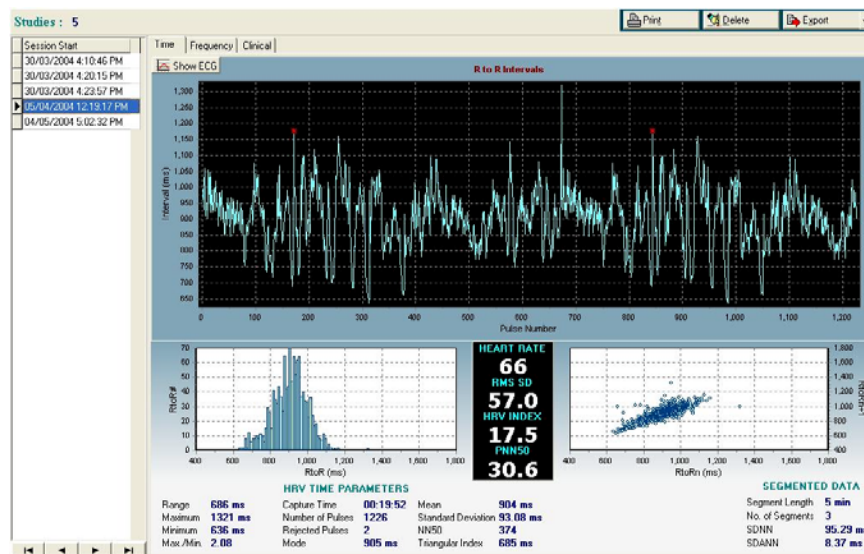 Studies : 5
Print Delete Export
Session Start
30/03/2004 4:10:46 PM
30/03/2004 4:20:15 PM
30/03/2004 4:23:57 PM
05/04/2004 12:19:17 PM
04/05/2004 5:02:32 PM
Time Frequency Clinical
Show ECG
R to R Intervals
Interval (ms)
1,300
1,250
1,200
1,150
1,100
1,050
1,000
950
900
850
800
750
700
650
0 100 200 300 400 500 600 700 800 900 1,000 1,100 1,200
Pulse Number
RtoR#
70
60
50
40
30
20
10
0
400 600 800 1,000 1,200 1,400 1,600 1,800
RtoR (ms)
HEART RATE
66
RMS SD
57.0
HRV INDEX
17.5
PNN50
30.6
1,800
1,600
1,400
1,200
1,000
800
600
400
RtoRn+1
400 600 800 1,000 1,200 1,400 1,600 1,800
RtoRn (ms)
HRV TIME PARAMETERS
Range 686 ms Capture Time 00:19:52 Mean 904 ms
Maximum 1321 ms Number of Pulses 1226 Standard Deviation 93.08 ms
Minimum 636 ms Rejected Pulses 2 NN50 374
Max./Min. 2.08 Mode 905 ms Triangular Index 685 ms
SEGMENTED DATA
Segment Length 5 min
No. of Segments 3
SDNN 95.29 ms
SDANN 8.37 ms